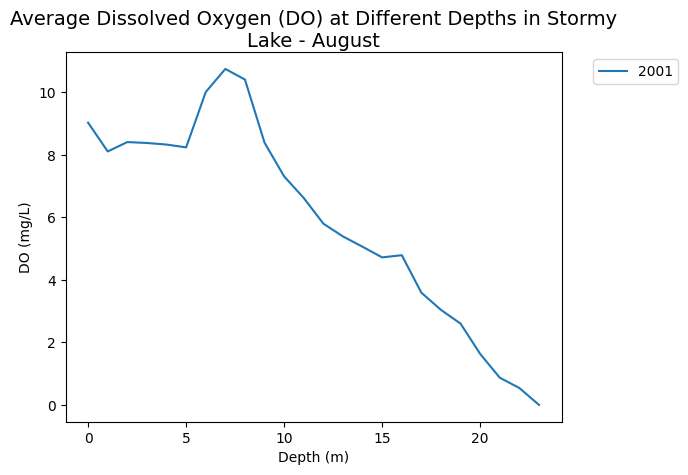 Average Dissolved Oxygen (DO) at Different Depths in Stormy
Lake - August
2001
10
8
6
4
2
0
DO (mg/L)
0 5 10 15 20
Depth (m)